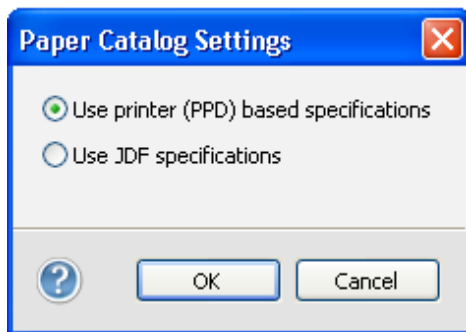 Paper Catalog Settings
Use printer (PPD) based specifications
Use JDF specifications
?
OK
Cancel